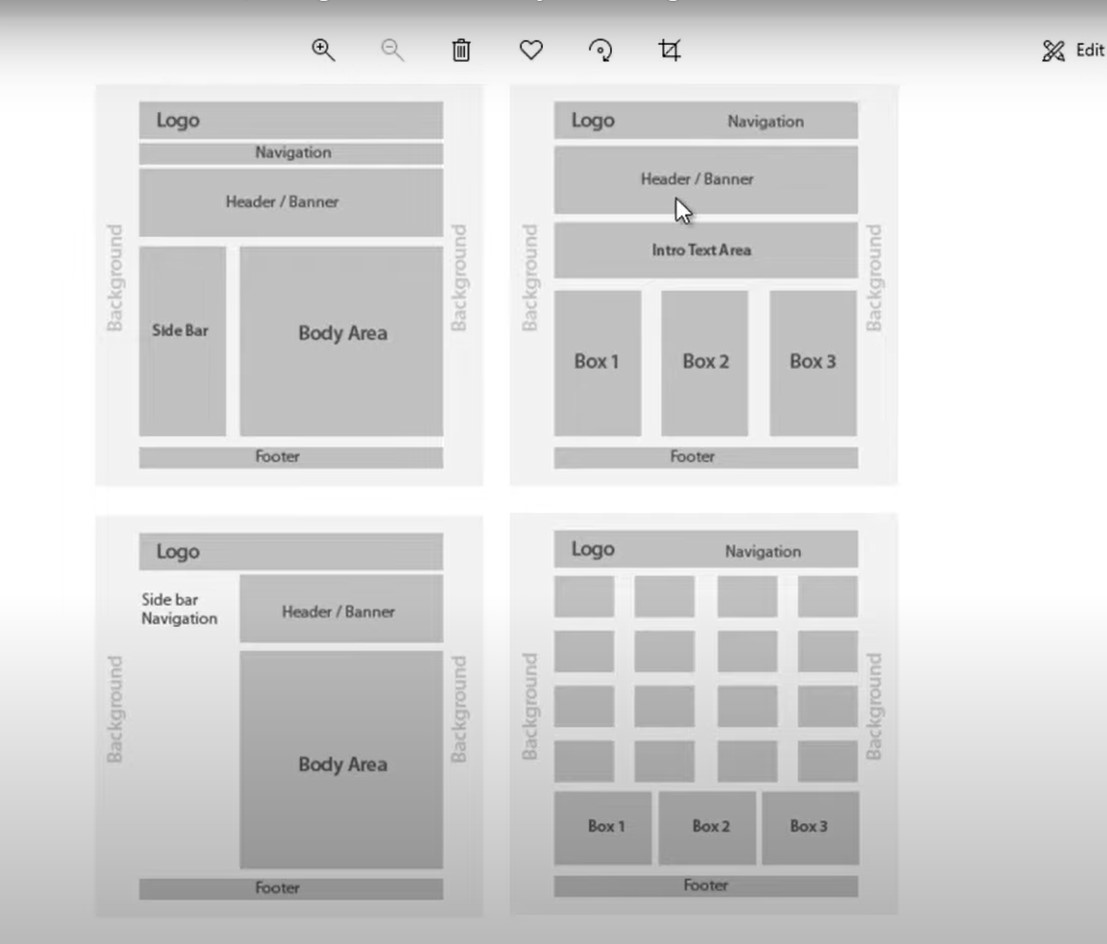 Edit
Logo
Navigation
Header / Banner
Background
Side Bar
Body Area
Background
Footer
Logo Navigation
Header / Banner
Intro Text Area
Background
Box 1 Box 2 Box 3
Background
Footer
Logo
Side bar
Navigation
Header / Banner
Background
Body Area
Background
Footer
Logo Navigation
Background
Background
Box 1 Box 2 Box 3
Footer